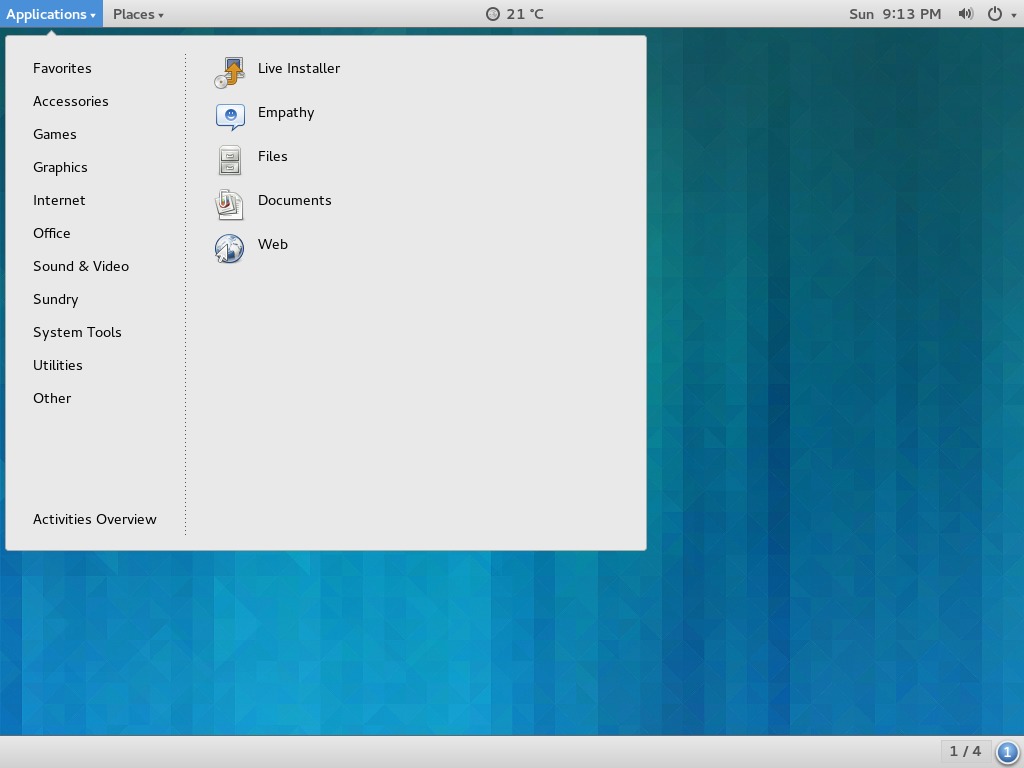 Applications Places 21 °C Sun 9:13 PM
Favorites
Accessories
Games
Graphics
Internet
Office
Sound & Video
Sundry
System Tools
Utilities
Other
Activities Overview
Live Installer
Empathy
Files
Documents
Web
1 / 4 1